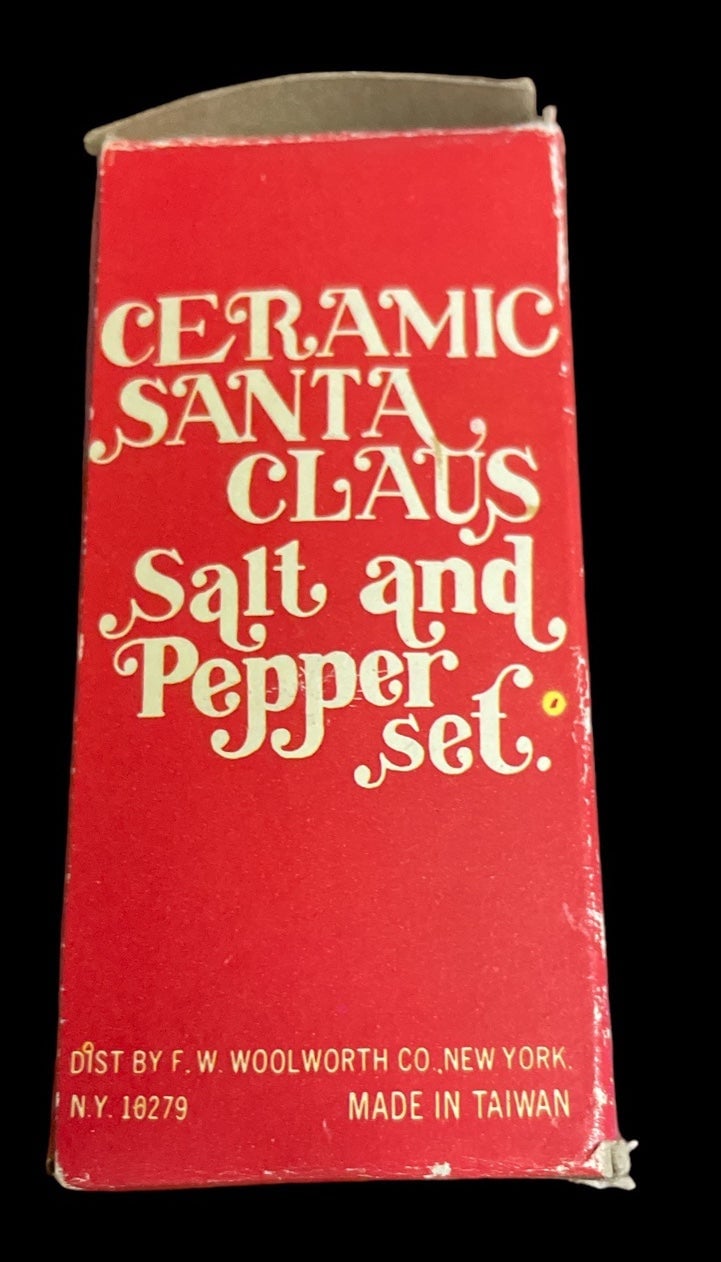 CERAMIC
SANTA
CLAUS
Salt and
Pepper
set.
DIST BY F. W. WOOLWORTH CO., NEW YORK.
N.Y. 10279 MADE IN TAIWAN